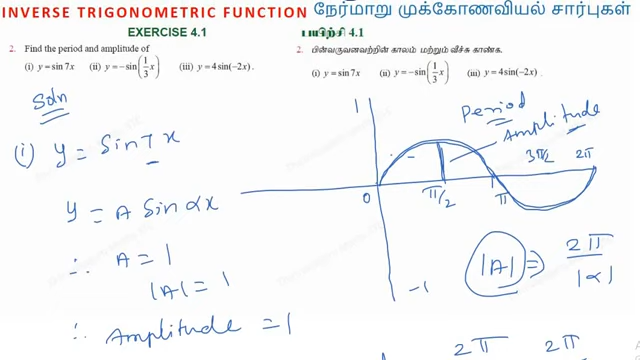 INVERSE TRIGONOMETRIC FUNCTION நேர்மாறு முக்கோணவியல் சார்புகள்
EXERCISE 4.1
2. Find the period and amplitude of
(i) y = sin 7x (ii) y = −sin(1/3 x) (iii) y = 4 sin(−2x).
பயிற்சி 4.1
2. பின்வருவனவற்றின் காலம் மற்றும் வீச்சு காண்க.
(i) y = sin 7x (ii) y = −sin(1/3 x) (iii) y = 4 sin(−2x).
Soln
(i) y = Sin 7x
y = A Sin αx
∴ A = 1
|A| = 1
∴ Amplitude = 1
1
Period
Amplitude
3π/2 2π
0 π/2 π
-1
|A| ⇒ 2π/|α|
2π 2π